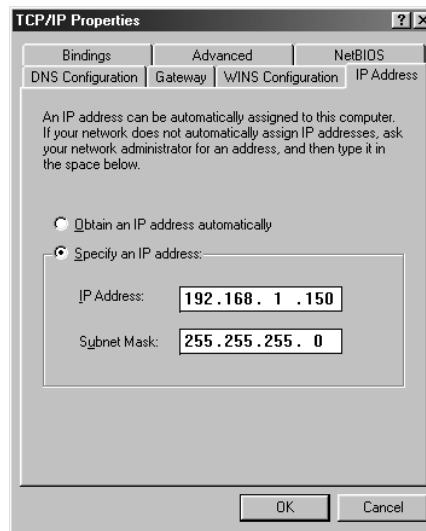 TCP/IP Properties
Bindings Advanced NetBIOS
DNS Configuration Gateway WINS Configuration IP Address
An IP address can be automatically assigned to this computer.
If your network does not automatically assign IP addresses, ask
your network administrator for an address, and then type it in
the space below.
Obtain an IP address automatically
Specify an IP address:
IP Address: 192.168. 1 .150
Subnet Mask: 255.255.255. 0
OK Cancel